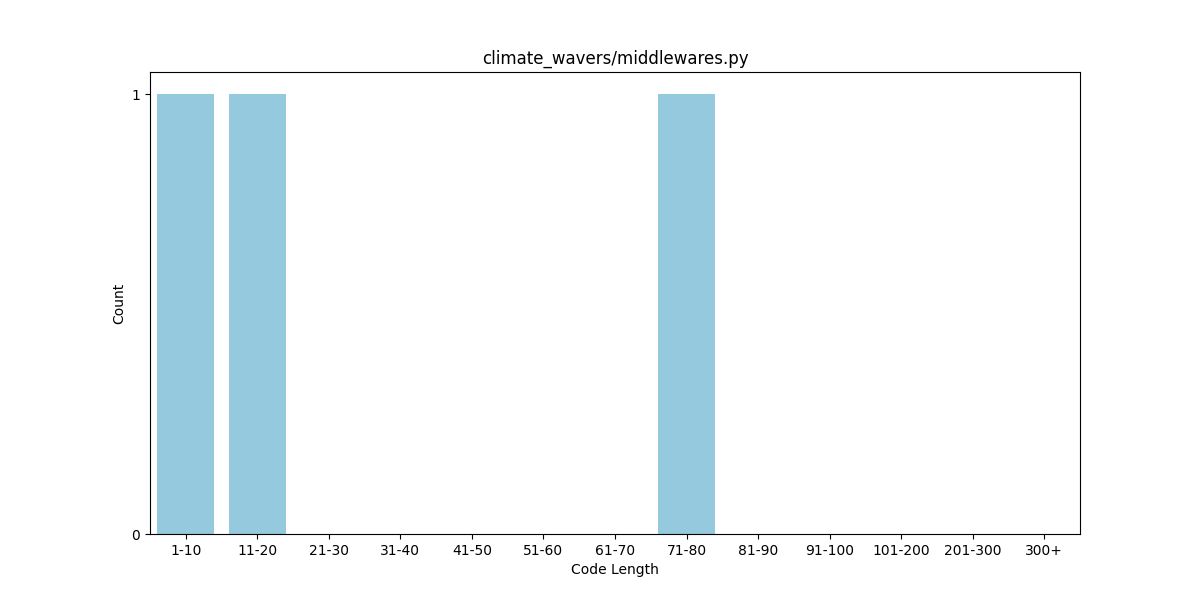 climate_wavers/middlewares.py
1
0
Count
1-10 11-20 21-30 31-40 41-50 51-60 61-70 71-80 81-90 91-100 101-200 201-300 300+
Code Length